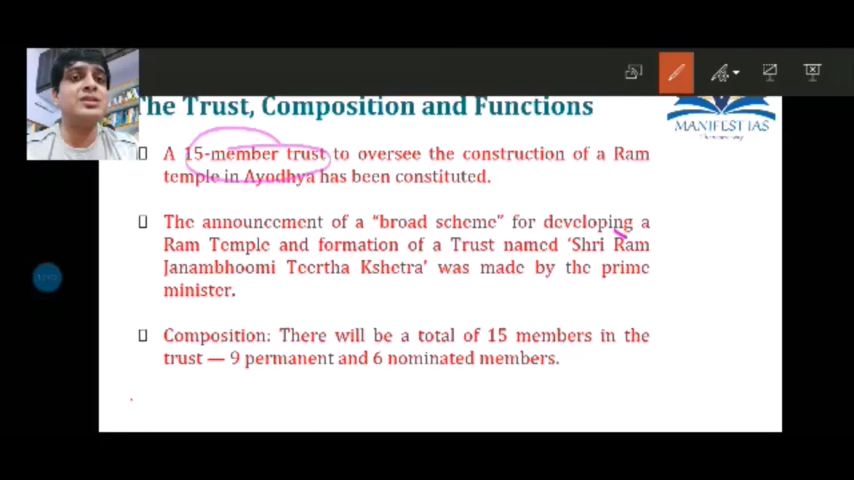 The Trust, Composition and Functions
MANIFEST IAS
A 15-member trust to oversee the construction of a Ram
temple in Ayodhya has been constituted.
The announcement of a “broad scheme” for developing a
Ram Temple and formation of a Trust named ‘Shri Ram
Janambhoomi Teertha Kshetra’ was made by the prime
minister.
Composition: There will be a total of 15 members in the
trust — 9 permanent and 6 nominated members.